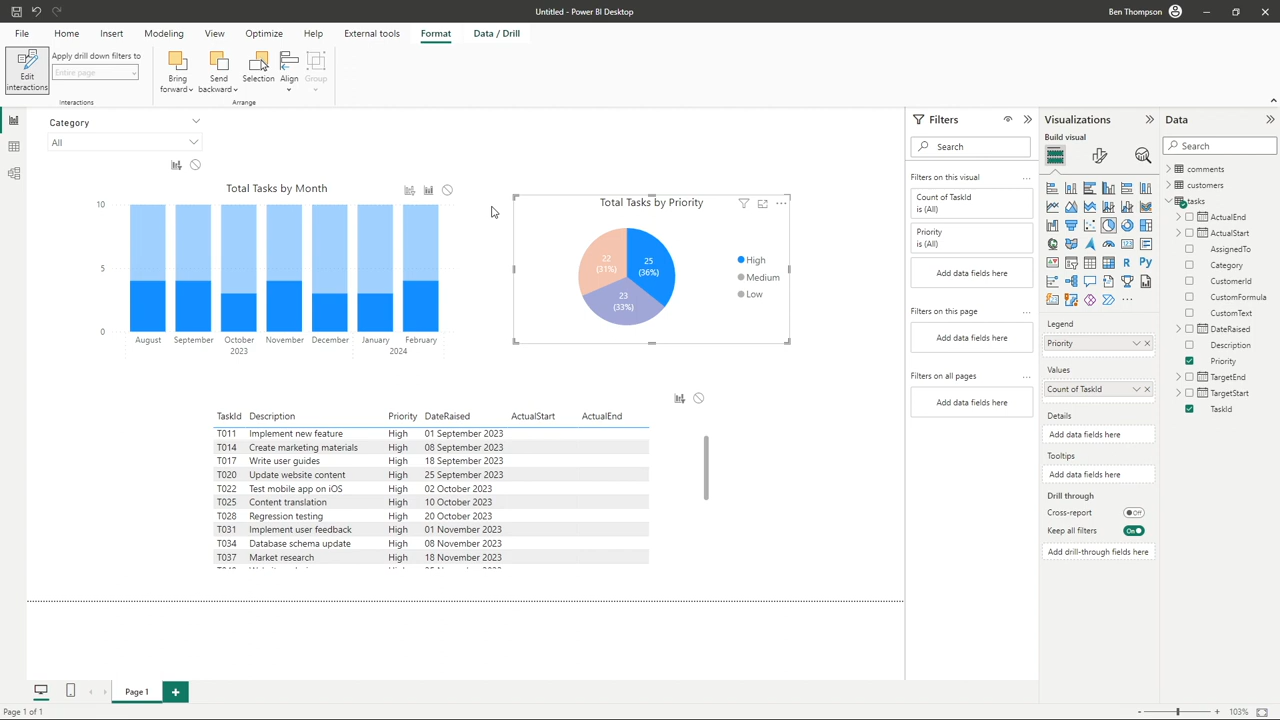 Untitled - Power BI Desktop
Ben Thompson
File Home Insert Modeling View Optimize Help External tools Format Data / Drill
Edit interactions
Apply drill down filters to
Entire page
Interactions
Bring forward
Send backward
Selection
Align
Group
Arrange
Category
All
Total Tasks by Month
10
5
0
August September October November December January February
2023 2024
Total Tasks by Priority
22 (31%)
25 (36%)
23 (33%)
High
Medium
Low
TaskId Description Priority DateRaised ActualStart ActualEnd
T011 Implement new feature High 01 September 2023
T014 Create marketing materials High 08 September 2023
T017 Write user guides High 18 September 2023
T020 Update website content High 25 September 2023
T022 Test mobile app on iOS High 02 October 2023
T025 Content translation High 10 October 2023
T028 Regression testing High 20 October 2023
T031 Implement user feedback High 01 November 2023
T034 Database schema update High 08 November 2023
T037 Market research High 18 November 2023
Filters
Search
Filters on this visual
Count of TaskId
is (All)
Priority
is (All)
Add data fields here
Filters on this page
Add data fields here
Filters on all pages
Add data fields here
Visualizations
Build visual
R Py
Legend
Priority
Values
Count of TaskId
Details
Add data fields here
Tooltips
Add data fields here
Drill through
Cross-report Off
Keep all filters On
Add drill-through fields here
Data
Search
comments
customers
tasks
ActualEnd
ActualStart
AssignedTo
Category
CustomerId
CustomFormula
CustomText
DateRaised
Description
Priority
TargetEnd
TargetStart
TaskId
Page 1
Page 1 of 1
103%